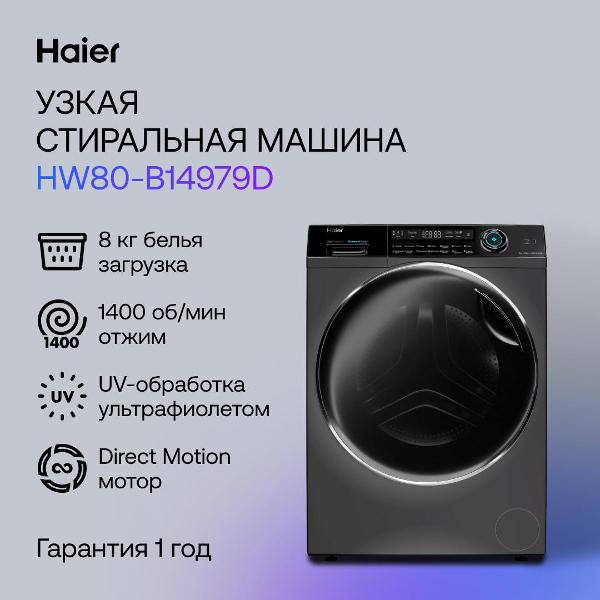 Haier
УЗКАЯ
СТИРАЛЬНАЯ МАШИНА
HW80-B14979D
8 кг белья
загрузка
1400 об/мин
1400
отжим
UV-обработка
UV
ультрафиолетом
Direct Motion
мотор
Гарантия 1 год
Haier